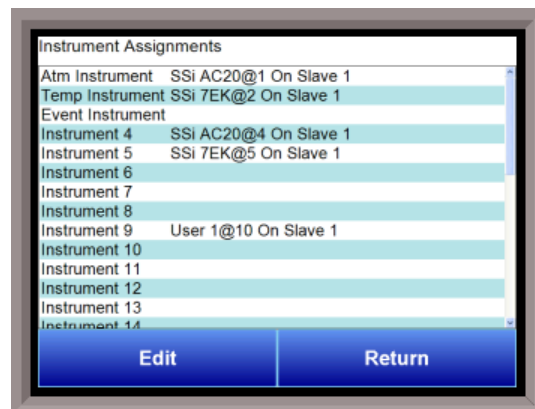 Instrument Assignments
Atm Instrument SSi AC20@1 On Slave 1
Temp Instrument SSi 7EK@2 On Slave 1
Event Instrument
Instrument 4 SSi AC20@4 On Slave 1
Instrument 5 SSi 7EK@5 On Slave 1
Instrument 6
Instrument 7
Instrument 8
Instrument 9 User 1@10 On Slave 1
Instrument 10
Instrument 11
Instrument 12
Instrument 13
Instrument 14
Edit Return